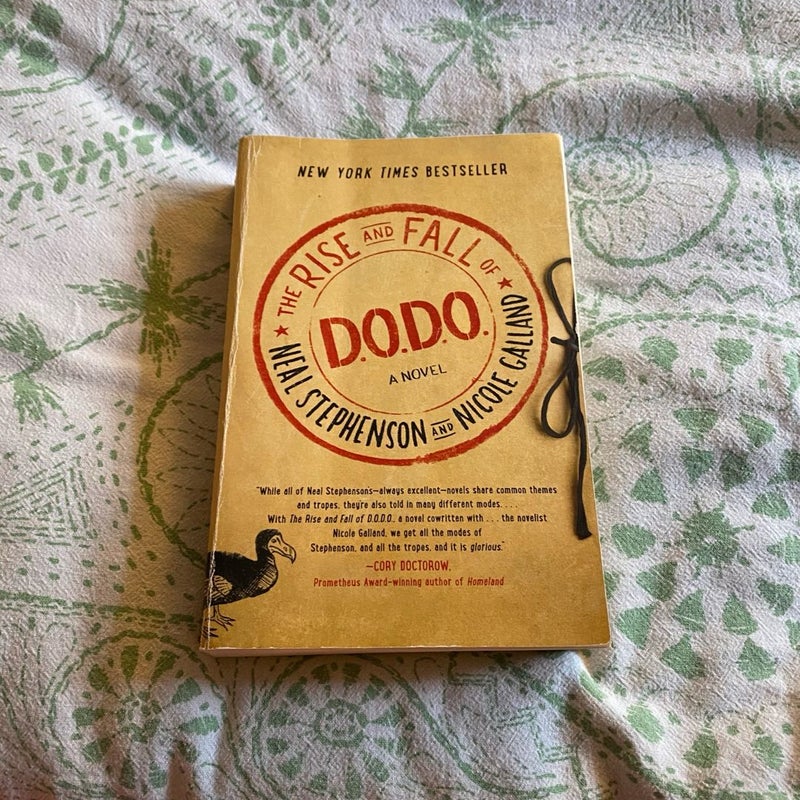 NEW YORK TIMES BESTSELLER
THE RISE AND FALL OF
D.O.D.O.
A NOVEL
NEAL STEPHENSON AND NICOLE GALLAND
"While all of Neal Stephenson's—always excellent—novels share common themes
and tropes, they're also told in many different modes. . . .
With The Rise and Fall of D.O.D.O., a novel cowritten with . . . the novelist
Nicole Galland, we get all the modes of
Stephenson, and all the tropes, and it is glorious."
—CORY DOCTOROW,
Prometheus Award-winning author of Homeland